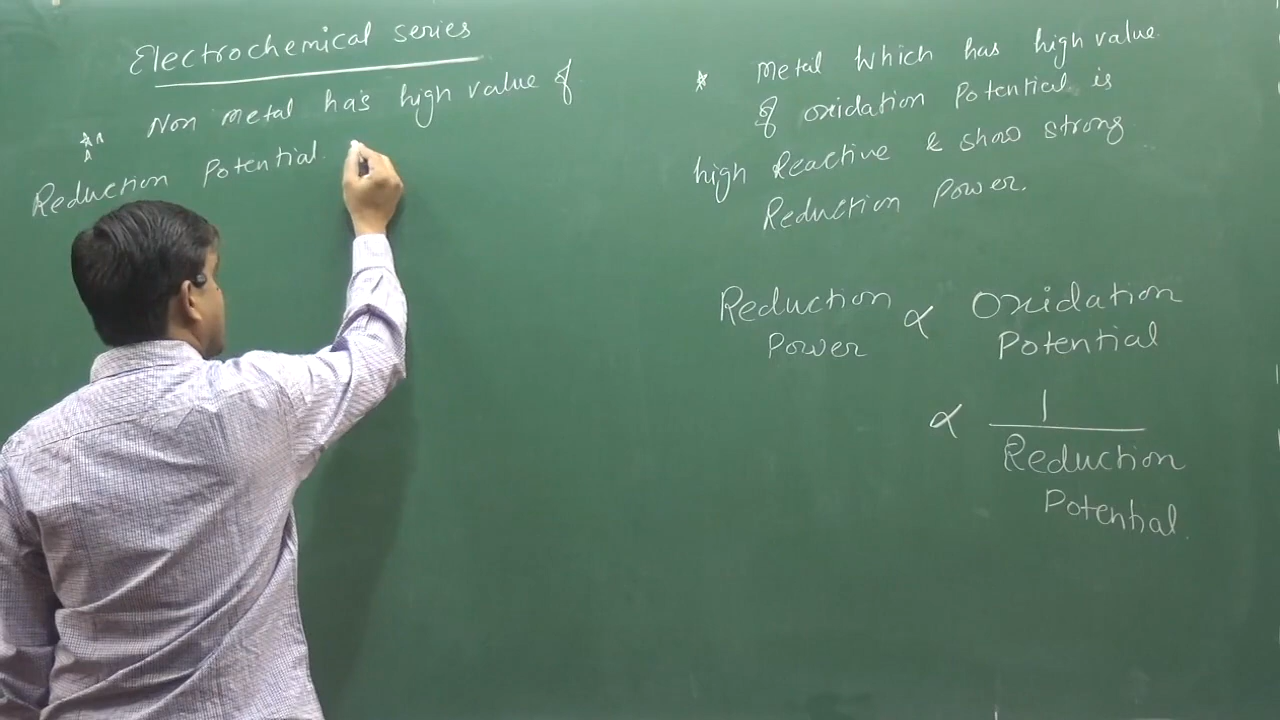 Electrochemical series
Non metal has high value of
Reduction Potential.
* Metal Which has high value
of oxidation Potential is
high Reactive & show strong
Reduction Power.
Reduction ∝ Oxidation
Power Potential
∝ 1
Reduction
Potential.